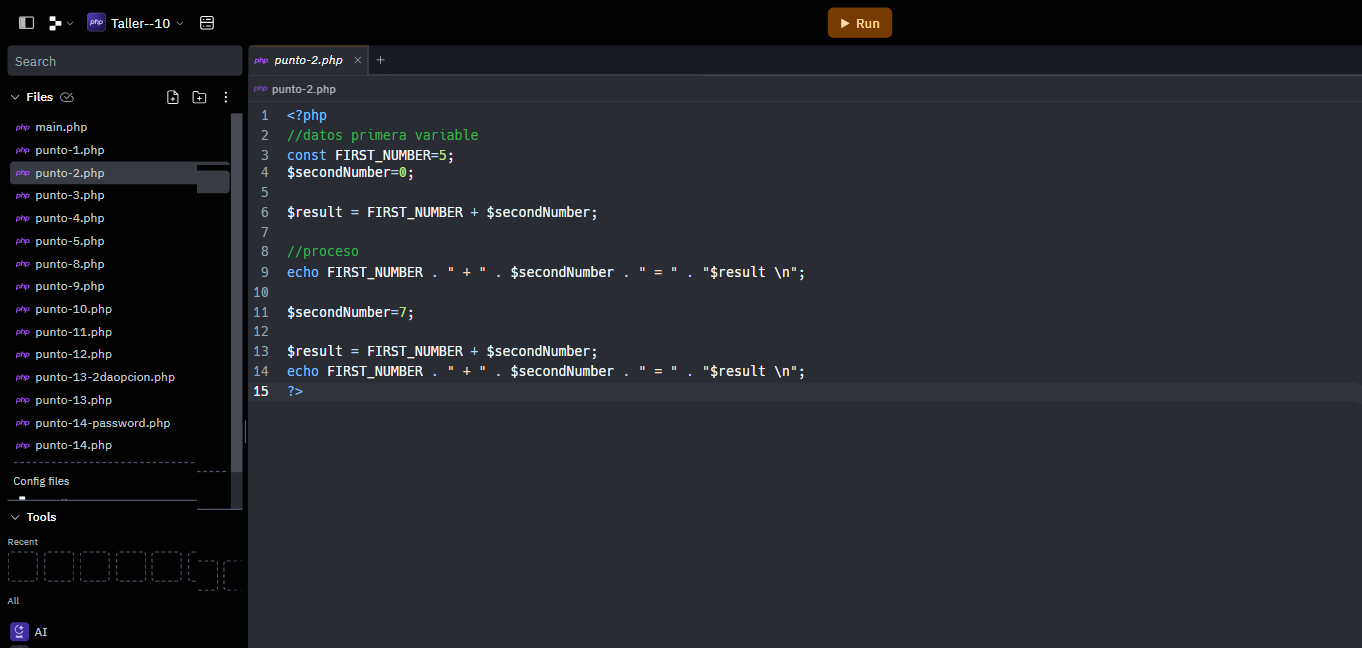 php Taller--10
Run
Search
php punto-2.php
Files
php punto-2.php
php main.php
php punto-1.php
php punto-2.php
php punto-3.php
php punto-4.php
php punto-5.php
php punto-8.php
php punto-9.php
php punto-10.php
php punto-11.php
php punto-12.php
php punto-13-2daopcion.php
php punto-13.php
php punto-14-password.php
php punto-14.php
Config files
Tools
Recent
All
AI
1 <?php
2 //datos primera variable
3 const FIRST_NUMBER=5;
4 $secondNumber=0;
5
6 $result = FIRST_NUMBER + $secondNumber;
7
8 //proceso
9 echo FIRST_NUMBER . " + " . $secondNumber . " = " . "$result \n";
10
11 $secondNumber=7;
12
13 $result = FIRST_NUMBER + $secondNumber;
14 echo FIRST_NUMBER . " + " . $secondNumber . " = " . "$result \n";
15 ?>